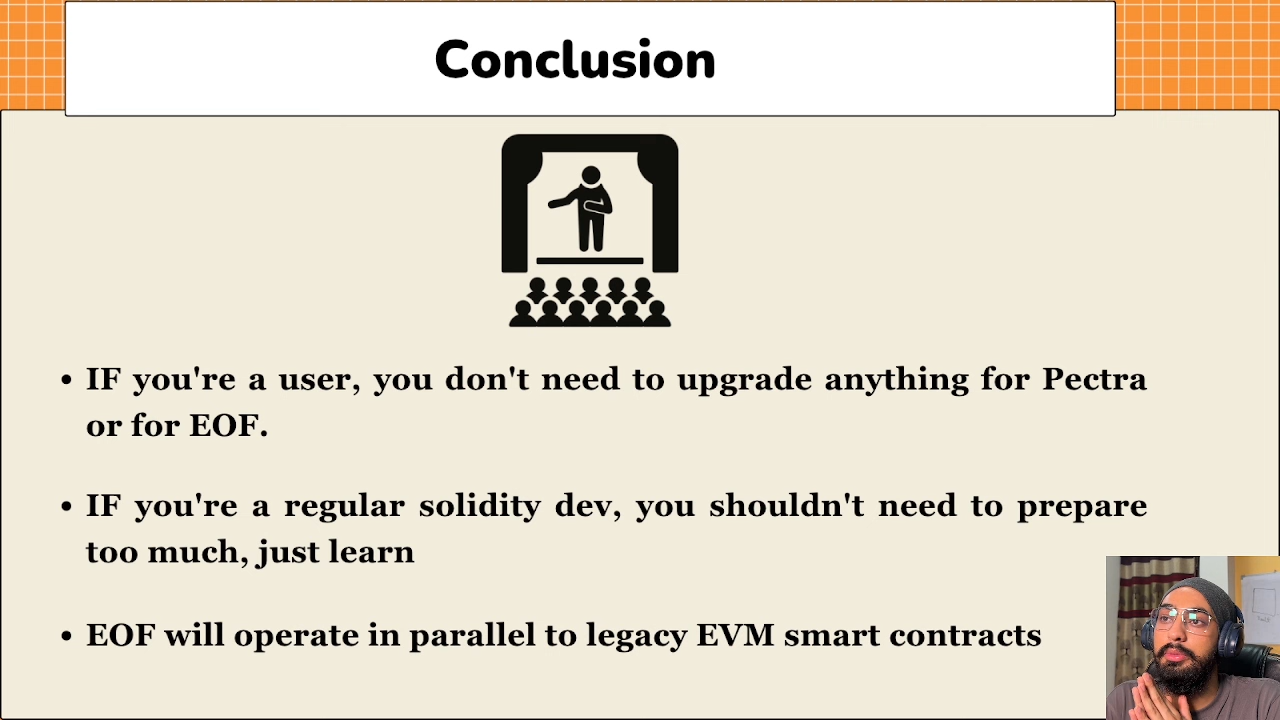 Conclusion
• IF you're a user, you don't need to upgrade anything for Pectra
or for EOF.
• IF you're a regular solidity dev, you shouldn't need to prepare
too much, just learn
• EOF will operate in parallel to legacy EVM smart contracts